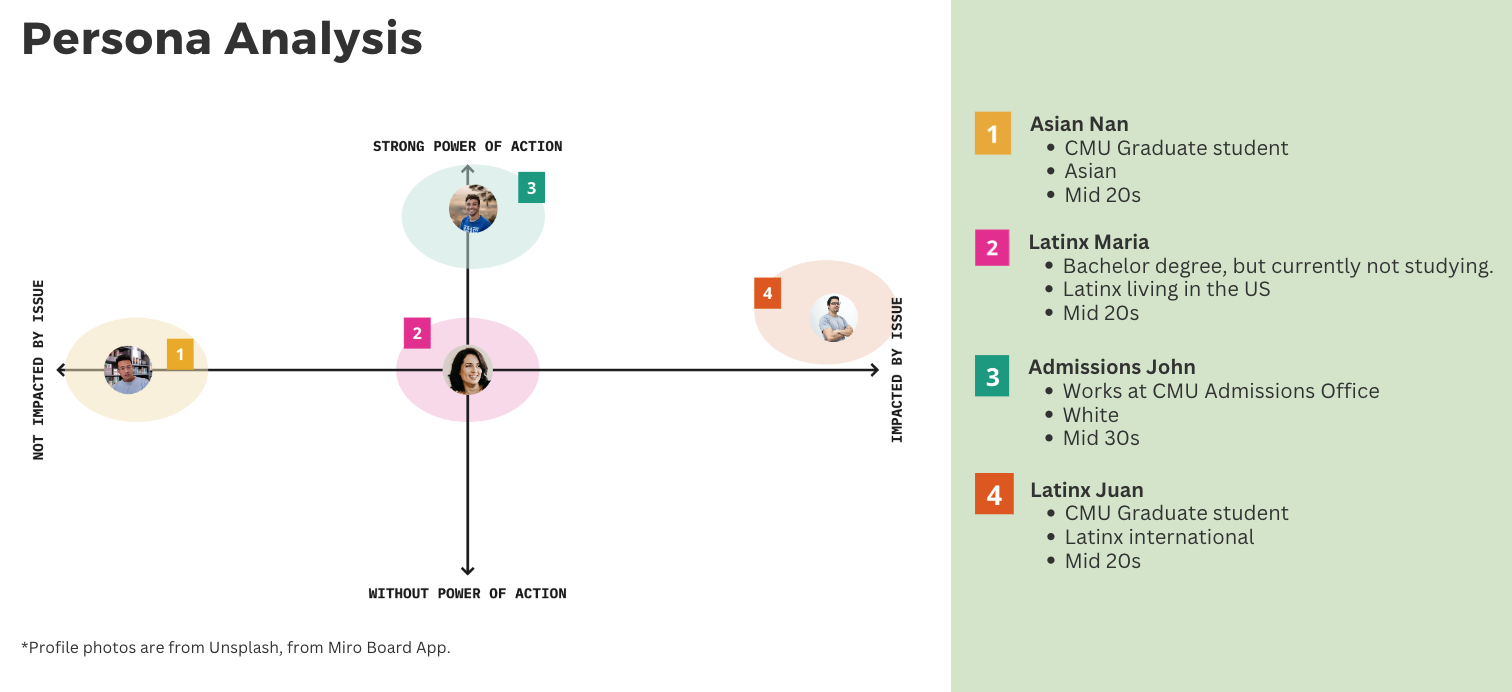 Persona Analysis
STRONG POWER OF ACTION
3
4
2
1
NOT IMPACTED BY ISSUE
IMPACTED BY ISSUE
WITHOUT POWER OF ACTION
*Profile photos are from Unsplash, from Miro Board App.
1
Asian Nan
• CMU Graduate student
• Asian
• Mid 20s
2
Latinx Maria
• Bachelor degree, but currently not studying.
• Latinx living in the US
• Mid 20s
3
Admissions John
• Works at CMU Admissions Office
• White
• Mid 30s
4
Latinx Juan
• CMU Graduate student
• Latinx international
• Mid 20s